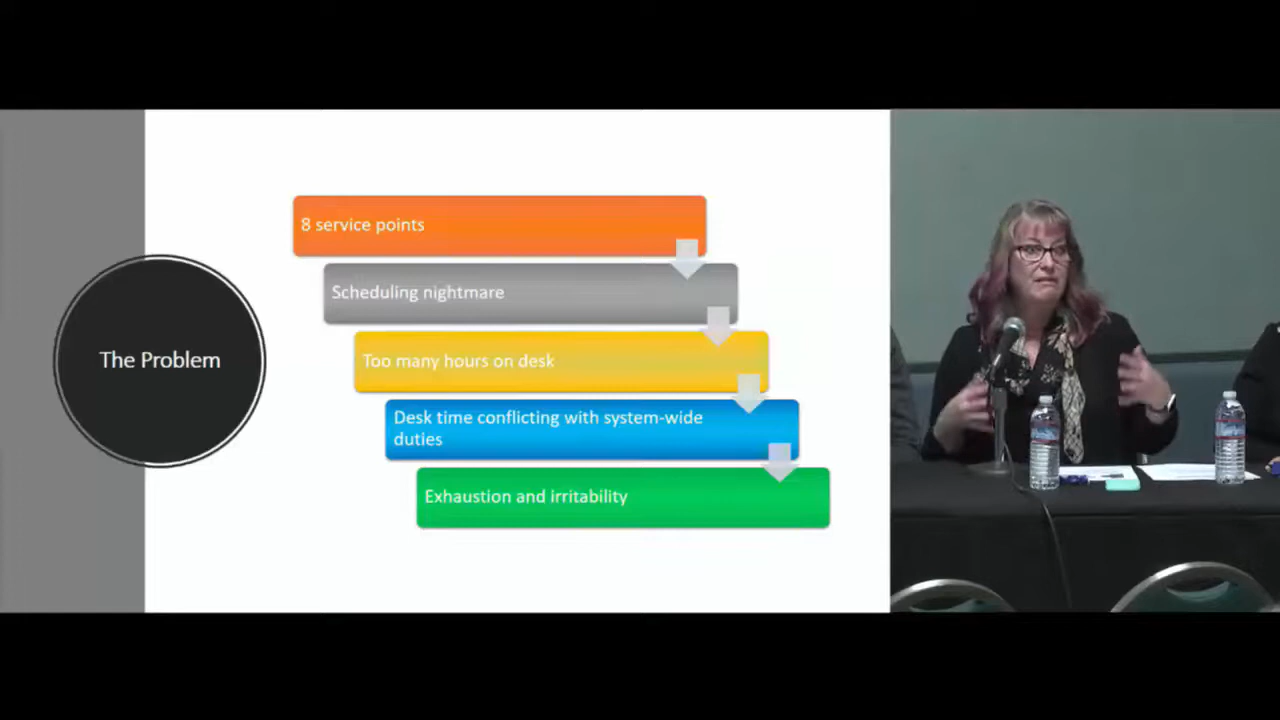 The Problem
8 service points
Scheduling nightmare
Too many hours on desk
Desk time conflicting with system-wide
duties
Exhaustion and irritability